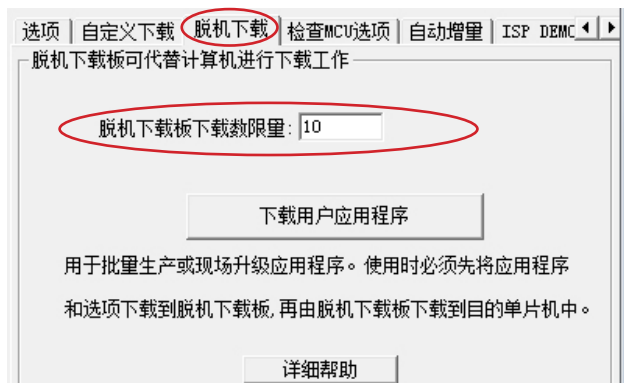 选项 自定义下载 脱机下载 检查MCU选项 自动增量 ISP DEMO
脱机下载板可代替计算机进行下载工作
脱机下载板下载数限量: 10
下载用户应用程序
用于批量生产或现场升级应用程序。使用时必须先将应用程序
和选项下载到脱机下载板,再由脱机下载板下载到目的单片机中。
详细帮助